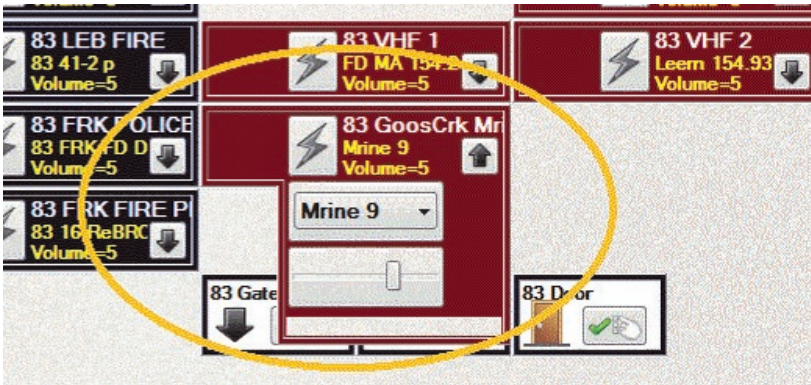 83 LEB FIRE
83 41-2 p
Volume=5
83 VHF 1
FD MA 154.2
Volume=5
83 VHF 2
Leern 154.93
Volume=5
83 FRK POLICE
83 FRK FD D
Volume=5
83 GoosCrk Mri
Mrine 9
Volume=5
83 FRK FIRE
83 16 ReBRC
Volume=5
Mrine 9
83 Gate
83 Door